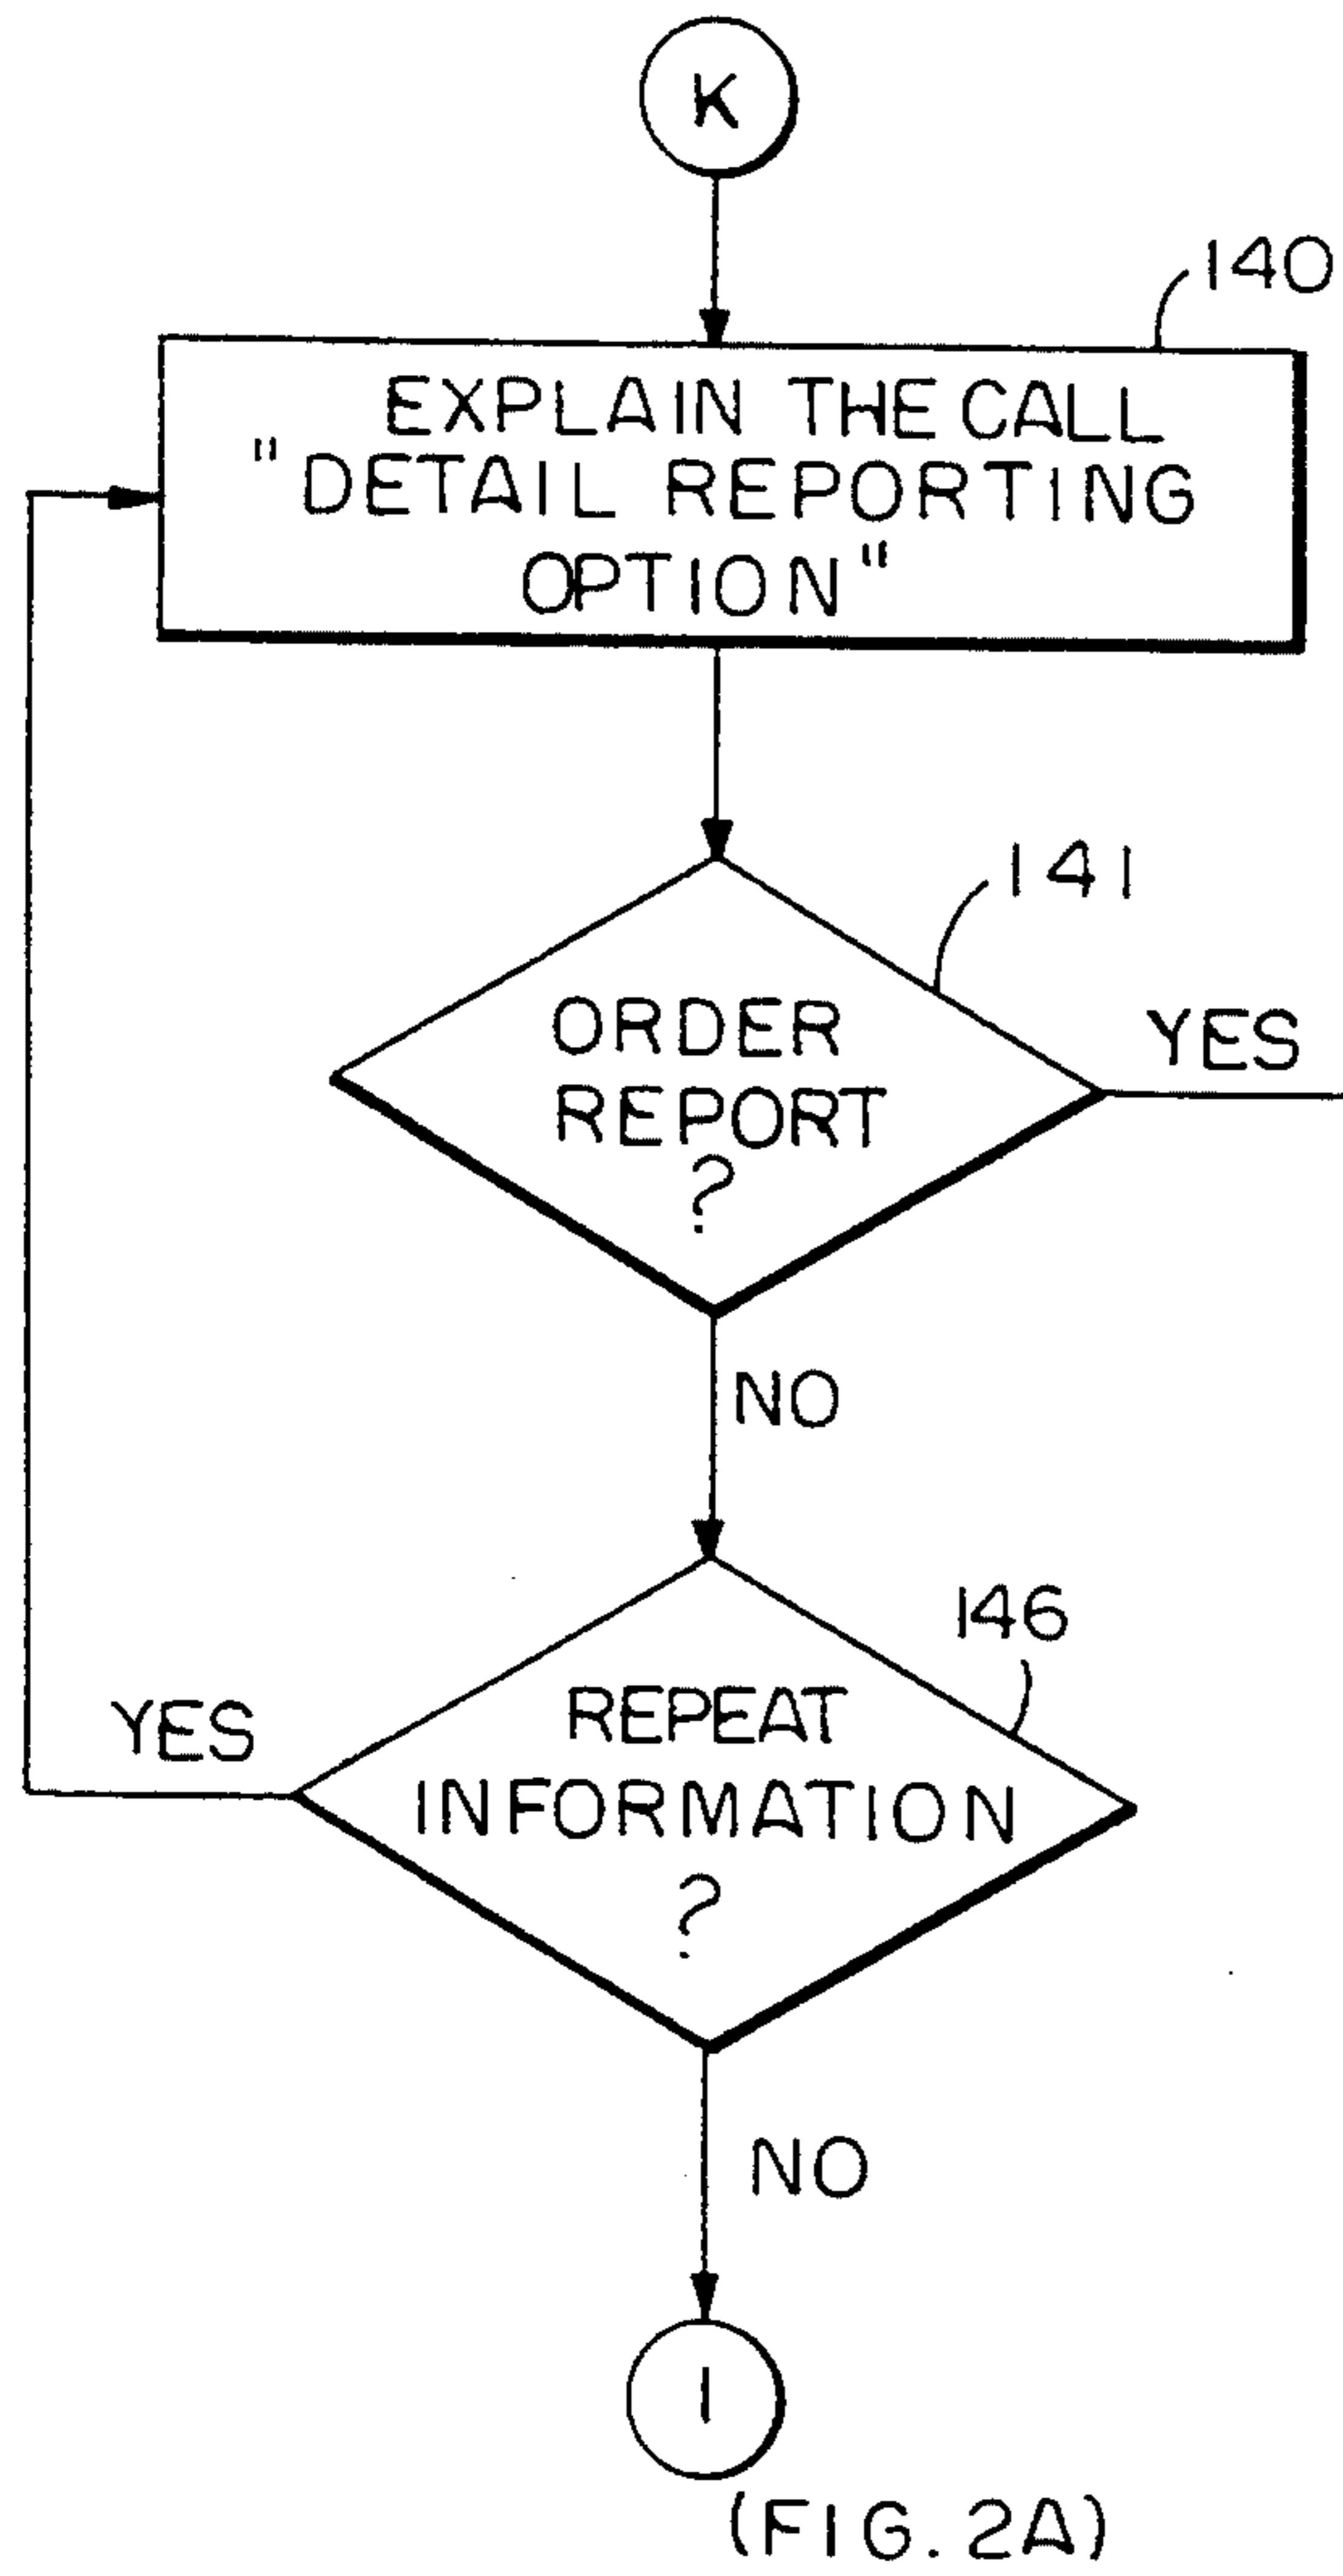 K
140
EXPLAIN THE CALL
"DETAIL REPORTING
OPTION"
141
ORDER
REPORT
?
YES
NO
146
REPEAT
INFORMATION
?
YES
NO
I
(FIG. 2A)